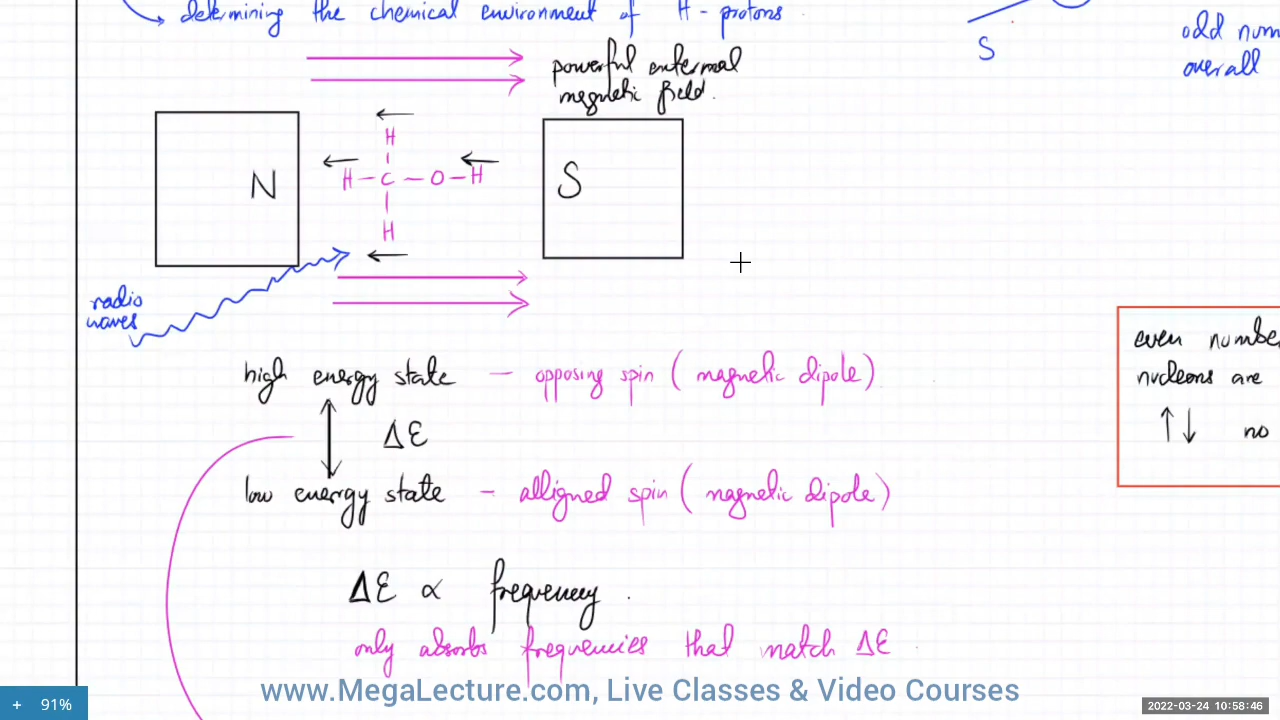 determining the chemical environment of H - protons
S
odd num
overall
powerful external
magnetic field.
N
H
H - C - O - H
H
S
radio
waves
high energy state - opposing spin ( magnetic dipole )
ΔE
low energy state - alligned spin ( magnetic dipole )
even numbe
nucleons are
↑↓ no
ΔE ∝ frequency .
only absorbs frequencies that match ΔE
www.MegaLecture.com, Live Classes & Video Courses
+ 91%
2022-03-24 10:58:46